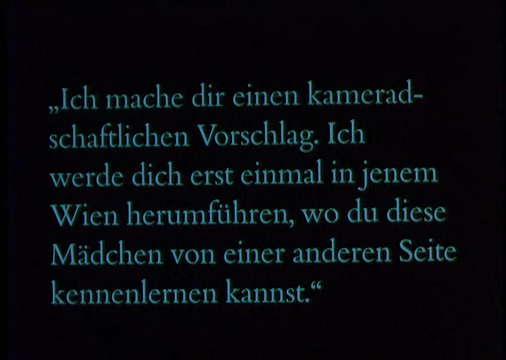 „Ich mache dir einen kamerad-
schaftlichen Vorschlag. Ich
werde dich erst einmal in jenem
Wien herumführen, wo du diese
Mädchen von einer anderen Seite
kennenlernen kannst.“